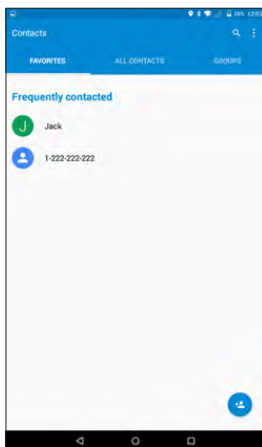 Contacts
FAVORITES ALL CONTACTS GROUPS
Frequently contacted
J Jack
1-222-222-222